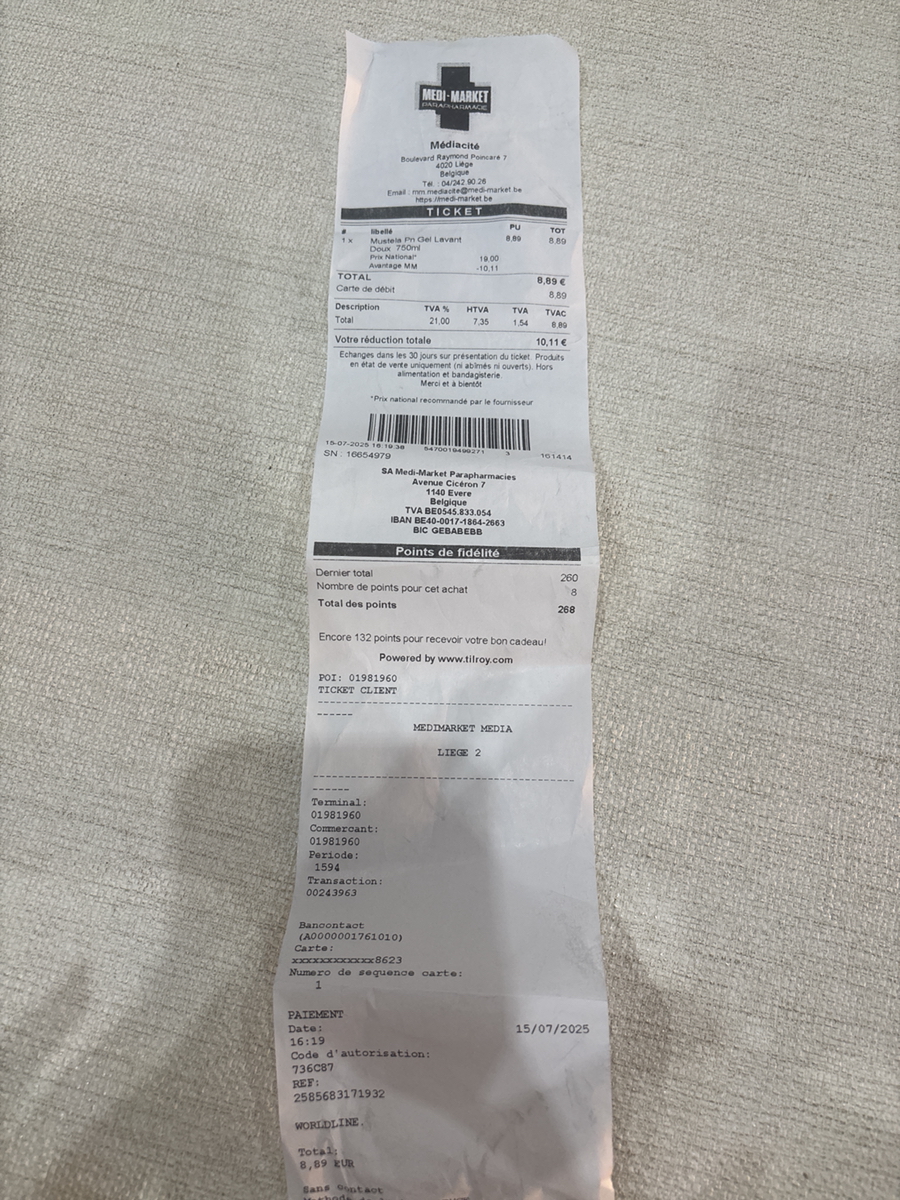 MEDI-MARKET
PARAPHARMACIE
Médiacité
Boulevard Raymond Poincaré 7
4020 Liège
Belgique
Tél. : 04/242.90.26
Email : mm.mediacite@medi-market.be
https://medi-market.be
TICKET
# libellé PU TOT
1 x Mustela Pn Gel Lavant 8,89 8,89
Doux 750ml
Prix National* 19,00
Avantage MM -10,11
TOTAL 8,89 €
Carte de débit 8,89
Description TVA % HTVA TVA TVAC
Total 21,00 7,35 1,54 8,89
Votre réduction totale 10,11 €
Echanges dans les 30 jours sur présentation du ticket. Produits
en état de vente uniquement (ni abîmés ni ouverts). Hors
alimentation et bandagisterie.
Merci et à bientôt
*Prix national recommandé par le fournisseur
15-07-2025 16:19:38 5470019499271 3 101414
SN : 16654979
SA Medi-Market Parapharmacies
Avenue Cicéron 7
1140 Evere
Belgique
TVA BE0545.833.054
IBAN BE40-0017-1864-2663
BIC GEBABEBB
Points de fidélité
Dernier total 260
Nombre de points pour cet achat 8
Total des points 268
Encore 132 points pour recevoir votre bon cadeau!
Powered by www.tilroy.com
POI: 01981960
TICKET CLIENT
------------------------------------
------
MEDIMARKET MEDIA
LIEGE 2
------------------------------------
------
Terminal:
01981960
Commercant:
01981960
Periode:
1594
Transaction:
00243963
Bancontact
(A0000001761010)
Carte:
xxxxxxxxxxxx8623
Numero de sequence carte:
1
PAIEMENT
Date: 15/07/2025
16:19
Code d'autorisation:
736C87
REF:
2585683171932
WORLDLINE.
Total:
8,89 EUR
Sans contact